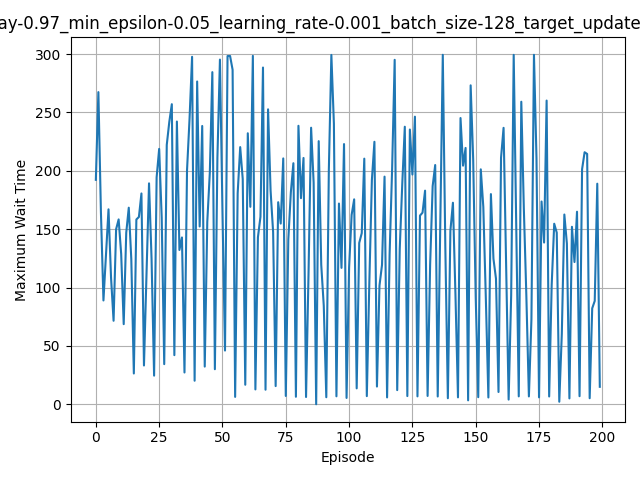 ay-0.97_min_epsilon-0.05_learning_rate-0.001_batch_size-128_target_update
300
250
200
150
100
50
0
Maximum Wait Time
0 25 50 75 100 125 150 175 200
Episode